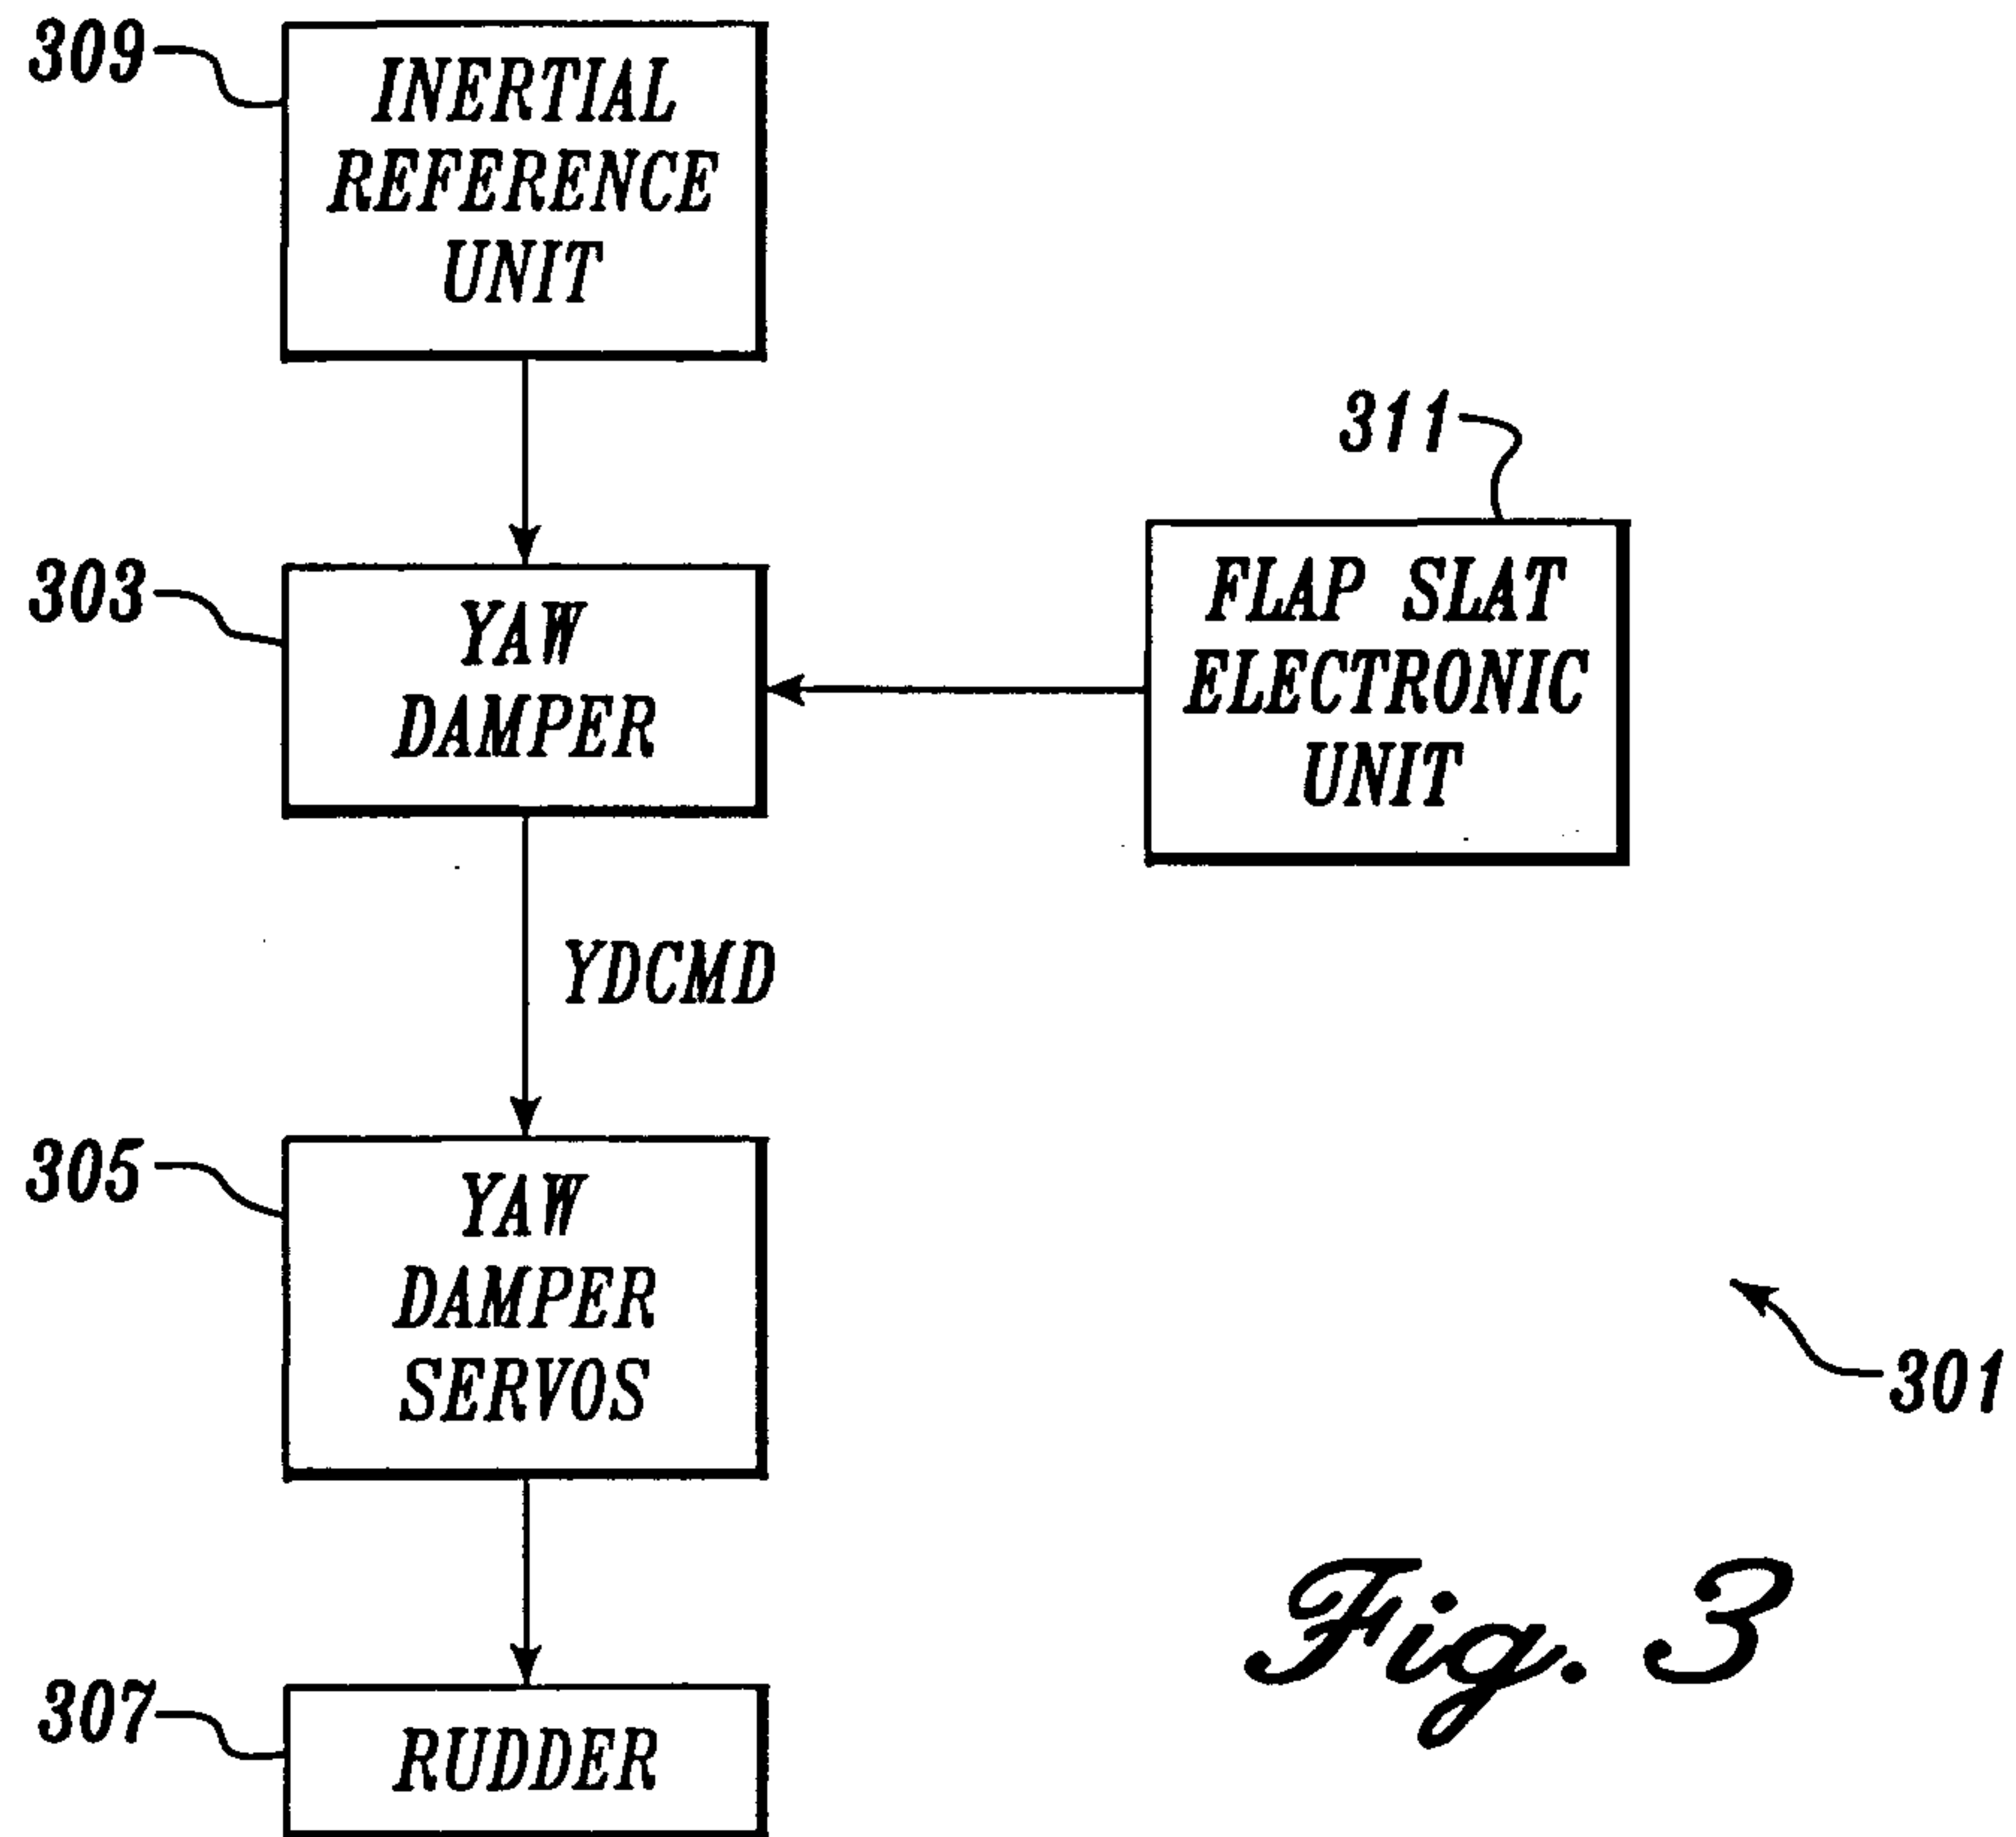 309
INERTIAL
REFERENCE
UNIT
311
303
YAW
DAMPER
FLAP SLAT
ELECTRONIC
UNIT
YDCMD
305
YAW
DAMPER
SERVOS
301
307
RUDDER
Fig. 3